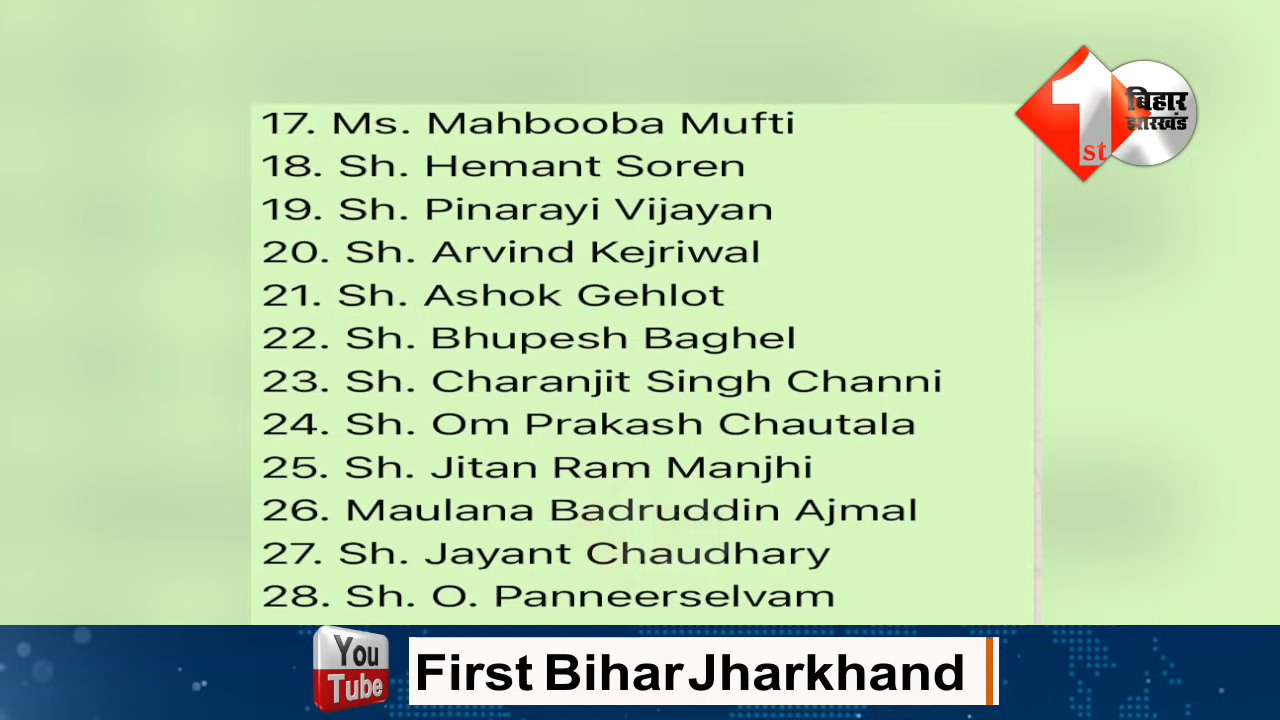 1st
बिहार
झारखंड
17. Ms. Mahbooba Mufti
18. Sh. Hemant Soren
19. Sh. Pinarayi Vijayan
20. Sh. Arvind Kejriwal
21. Sh. Ashok Gehlot
22. Sh. Bhupesh Baghel
23. Sh. Charanjit Singh Channi
24. Sh. Om Prakash Chautala
25. Sh. Jitan Ram Manjhi
26. Maulana Badruddin Ajmal
27. Sh. Jayant Chaudhary
28. Sh. O. Panneerselvam
You
Tube
First Bihar Jharkhand